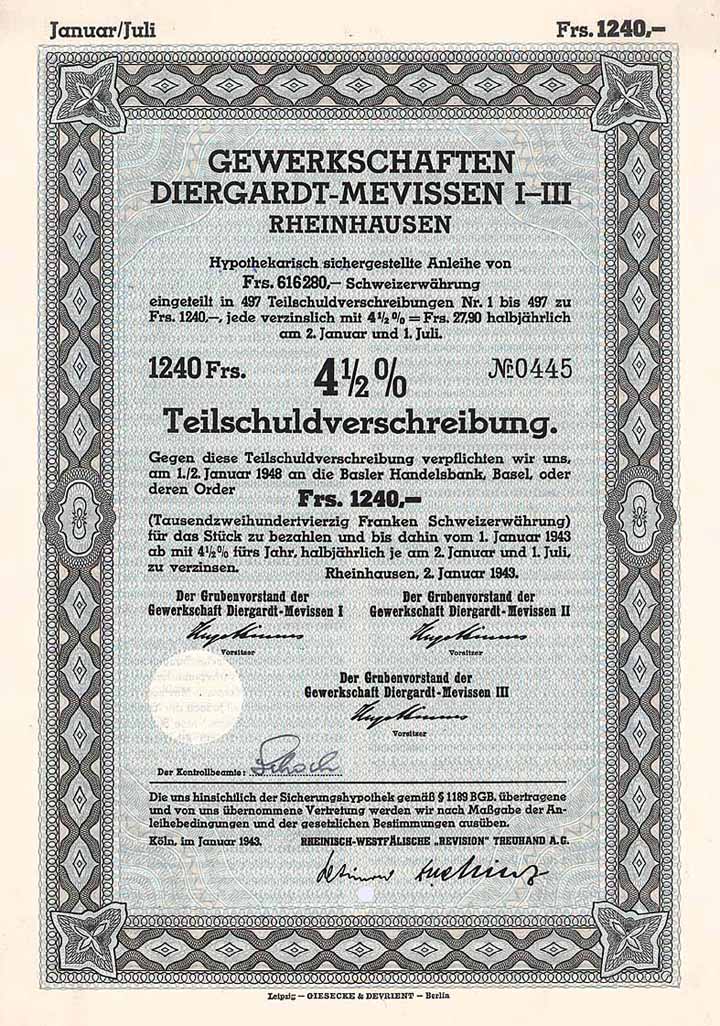 Januar/Juli Frs. 1240,—
GEWERKSCHAFTEN
DIERGARDT-MEVISSEN I–III
RHEINHAUSEN
Hypothekarisch sichergestellte Anleihe von
Frs. 616280,— Schweizerwährung
eingeteilt in 497 Teilschuldverschreibungen Nr. 1 bis 497 zu
Frs. 1240,—, jede verzinslich mit 4½% = Frs. 27,90 halbjährlich
am 2. Januar und 1. Juli.
1240 Frs. 4½% № 0445
Teilschuldverschreibung.
Gegen diese Teilschuldverschreibung verpflichten wir uns,
am 1./2. Januar 1948 an die Basler Handelsbank, Basel, oder
deren Order
Frs. 1240,—
(Tausendzweihundertvierzig Franken Schweizerwährung)
für das Stück zu bezahlen und bis dahin vom 1. Januar 1943
ab mit 4½% fürs Jahr, halbjährlich je am 2. Januar und 1. Juli,
zu verzinsen. Rheinhausen, 2. Januar 1943.
Der Grubenvorstand der Der Grubenvorstand der
Gewerkschaft Diergardt-Mevissen I Gewerkschaft Diergardt-Mevissen II
Vorsitzer Vorsitzer
Der Grubenvorstand der
Gewerkschaft Diergardt-Mevissen III
Vorsitzer
Der Kontrollbeamte:
Die uns hinsichtlich der Sicherungshypothek gemäß § 1189 BGB. übertragene
und von uns übernommene Vertretung werden wir nach Maßgabe der An-
leihebedingungen und der gesetzlichen Bestimmungen ausüben.
Köln, im Januar 1943. RHEINISCH-WESTFÄLISCHE „REVISION" TREUHAND A.G.
Leipzig — GIESECKE & DEVRIENT — Berlin